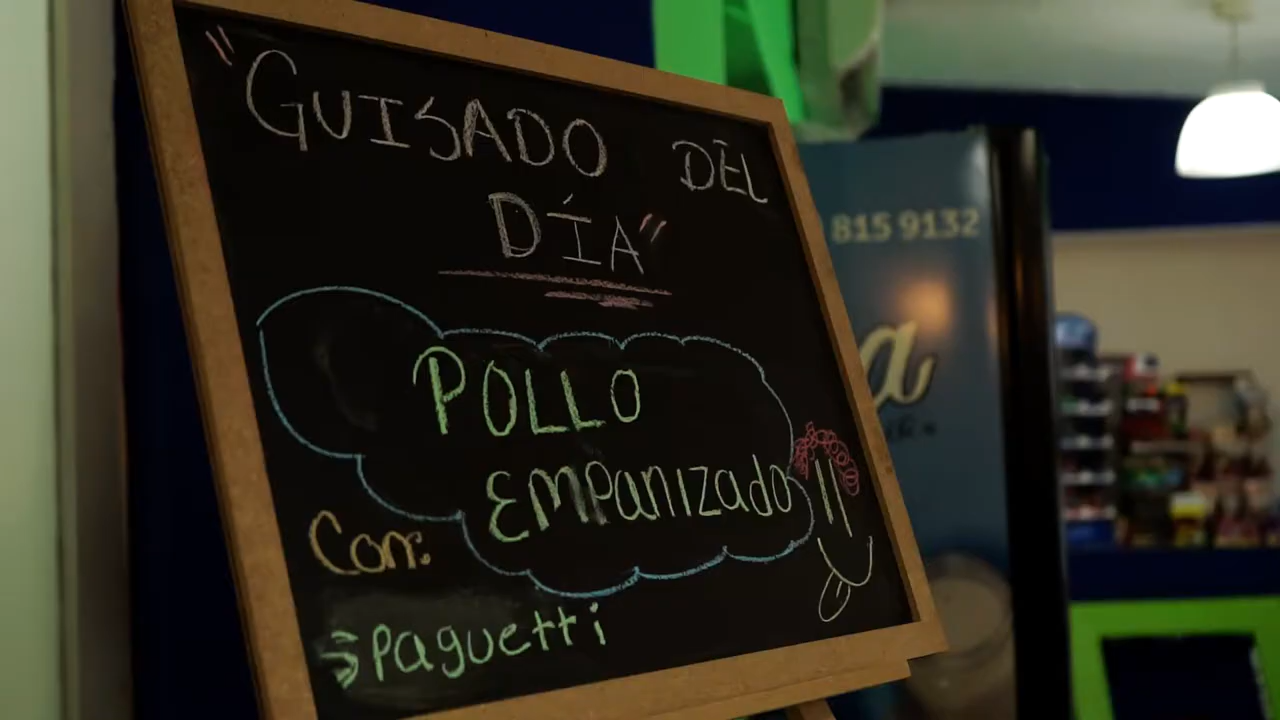 "GUISADO DEL
DÍA"
POLLO
EMPANIZADO
Con:
SPAGUETTI
815 9132
a